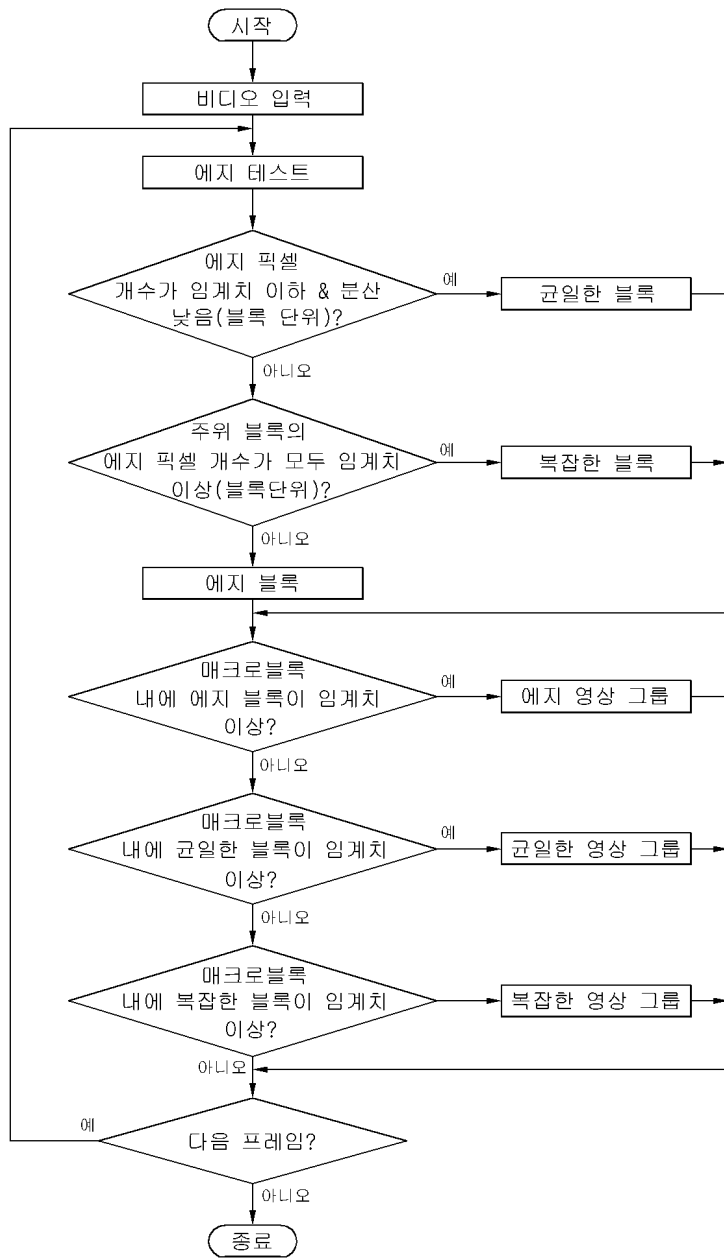 시작
비디오 입력
에지 테스트
에지 픽셀
개수가 임계치 이하 & 분산
낮음(블록 단위)?
예
균일한 블록
아니오
주위 블록의
에지 픽셀 개수가 모두 임계치
이상(블록단위)?
예
복잡한 블록
아니오
에지 블록
매크로블록
내에 에지 블록이 임계치
이상?
예
에지 영상 그룹
아니오
매크로블록
내에 균일한 블록이 임계치
이상?
예
균일한 영상 그룹
아니오
매크로블록
내에 복잡한 블록이 임계치
이상?
복잡한 영상 그룹
아니오
예
다음 프레임?
아니오
종료